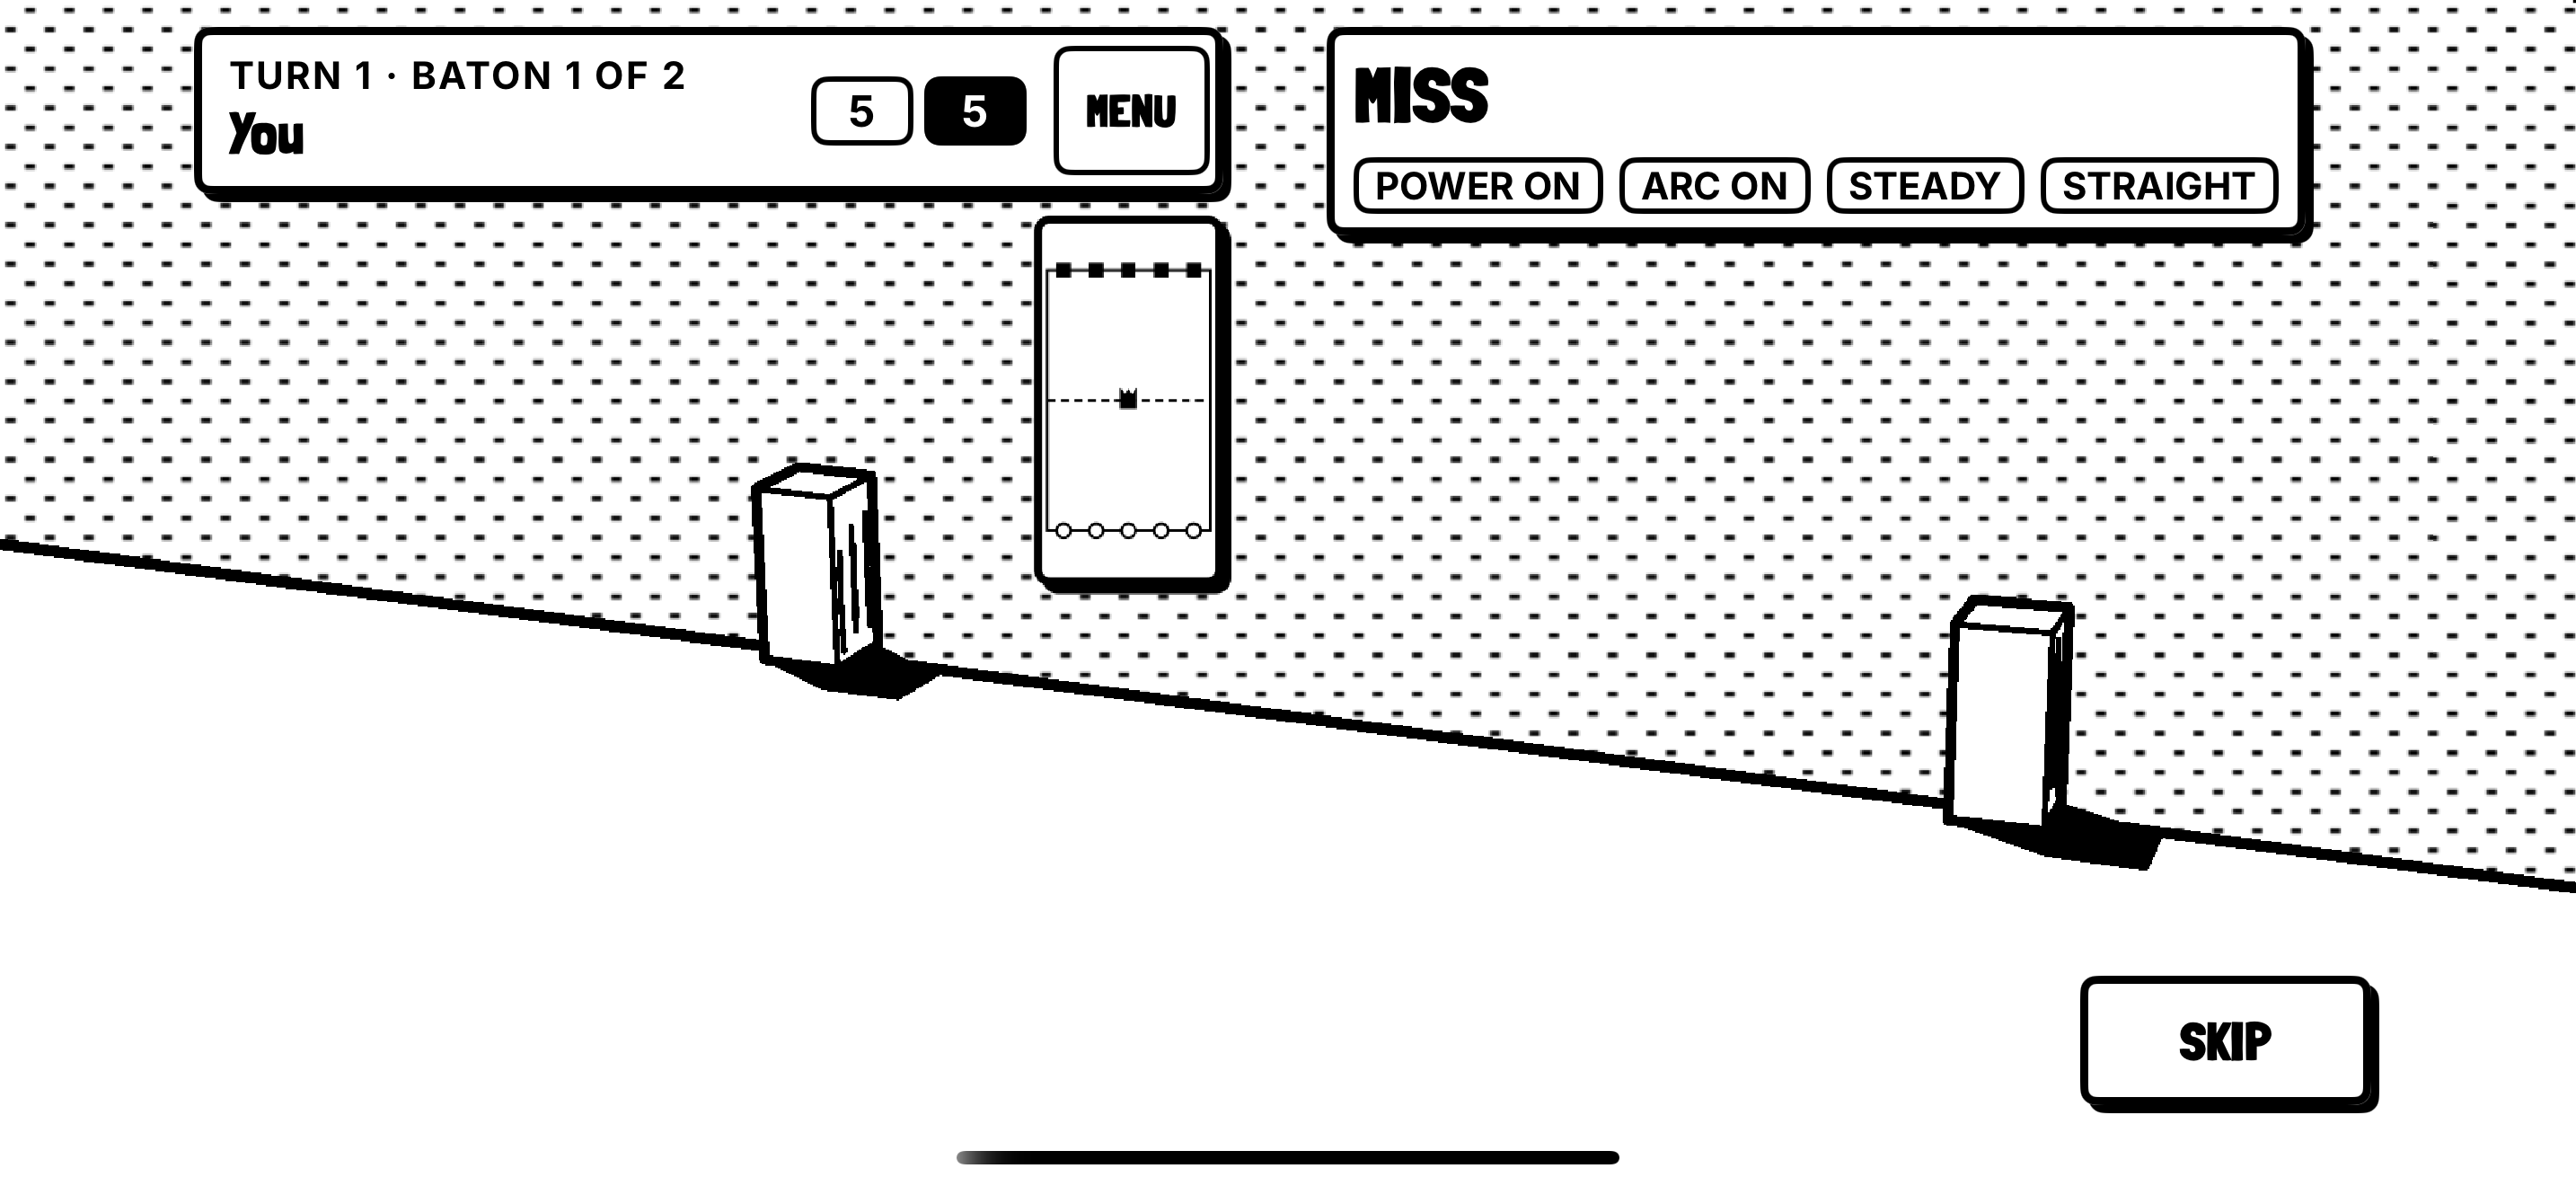 TURN 1 · BATON 1 OF 2
You
5 5
MENU
MISS
POWER ON ARC ON STEADY STRAIGHT
SKIP